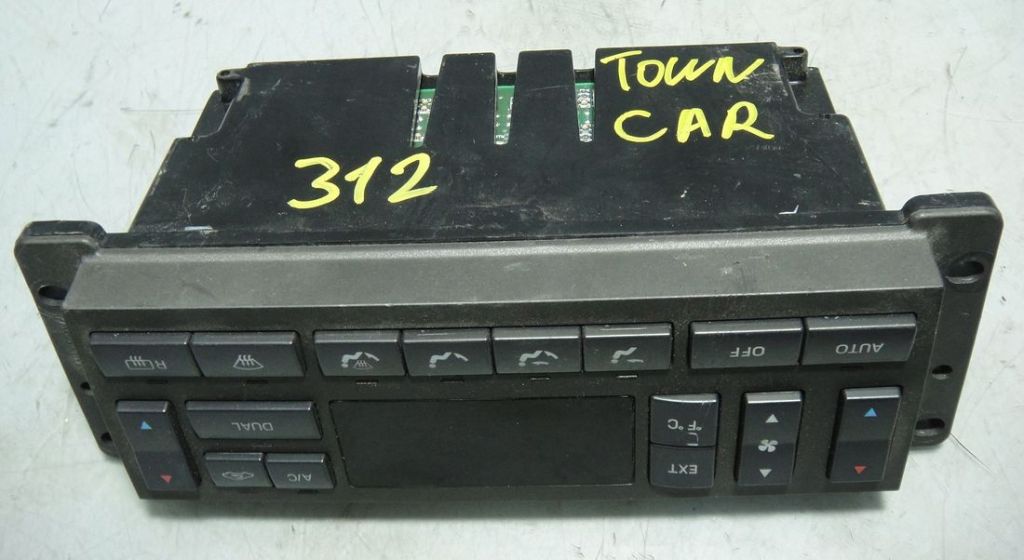 TOWN
CAR
312
AUTO
OFF
R
EXT
°F °C
DUAL
A/C